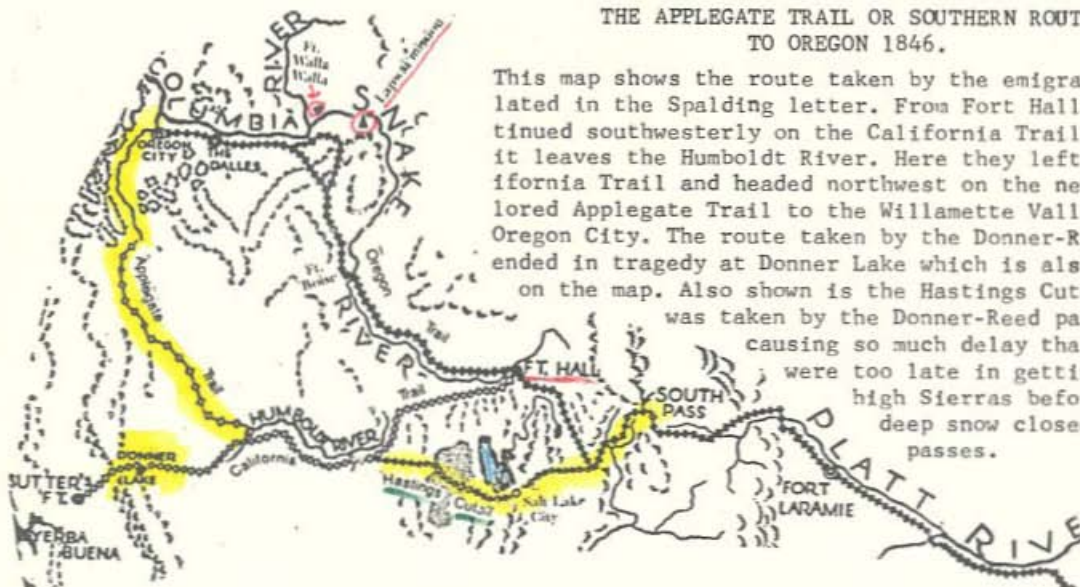 THE APPLEGATE TRAIL OR SOUTHERN ROUT
TO OREGON 1846.
This map shows the route taken by the emigra
lated in the Spalding letter. From Fort Hall
tinued southwesterly on the California Trail
it leaves the Humboldt River. Here they left
ifornia Trail and headed northwest on the ne
lored Applegate Trail to the Willamette Vall
Oregon City. The route taken by the Donner-R
ended in tragedy at Donner Lake which is als
on the map. Also shown is the Hastings Cut
was taken by the Donner-Reed pa
causing so much delay tha
were too late in getti
high Sierras befo
deep snow close
passes.
RIVER
Ft.
Walla
Walla
Lapwai mission
SNAKE
RIVER
COLUMBIA
OREGON
CITY
THE
DALLES
Applegate
Trail
Ft.
Boise
Oregon
Trail
FT. HALL
Trail
SOUTH
PASS
HUMBOLDT RIVER
California
DONNER
LAKE
SUTTER'S
FT.
YERBA
BUENA
Hastings Cutoff
Salt Lake
City
FORT
LARAMIE
PLATT RIVE